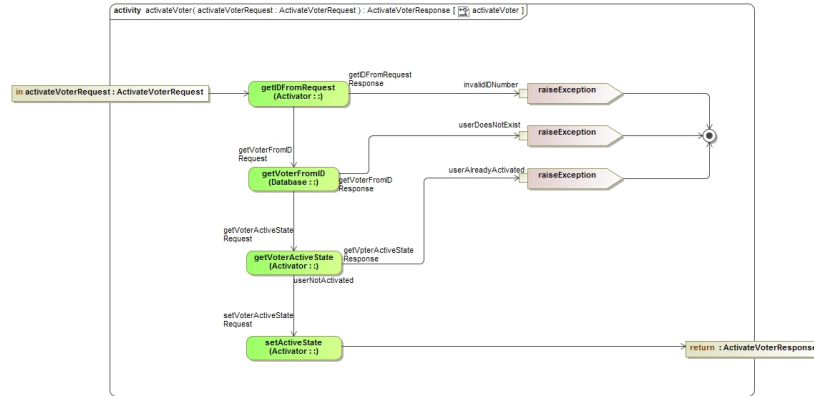 activity activateVoter( activateVoterRequest : ActivateVoterRequest ) : ActivateVoterResponse [ activateVoter ]
in activateVoterRequest : ActivateVoterRequest
getIDFromRequest
(Activator : :)
getIDFromRequest
Response
invalidIDNumber
raiseException
userDoesNotExist
raiseException
getVoterFromID
Request
getVoterFromID
(Database : :)
getVoterFromID
Response
userAlreadyActivated
raiseException
getVoterActiveState
Request
getVoterActiveState
(Activator : :)
getVpterActiveState
Response
userNotActivated
setVoterActiveState
Request
setActiveState
(Activator : :)
return : ActivateVoterResponse